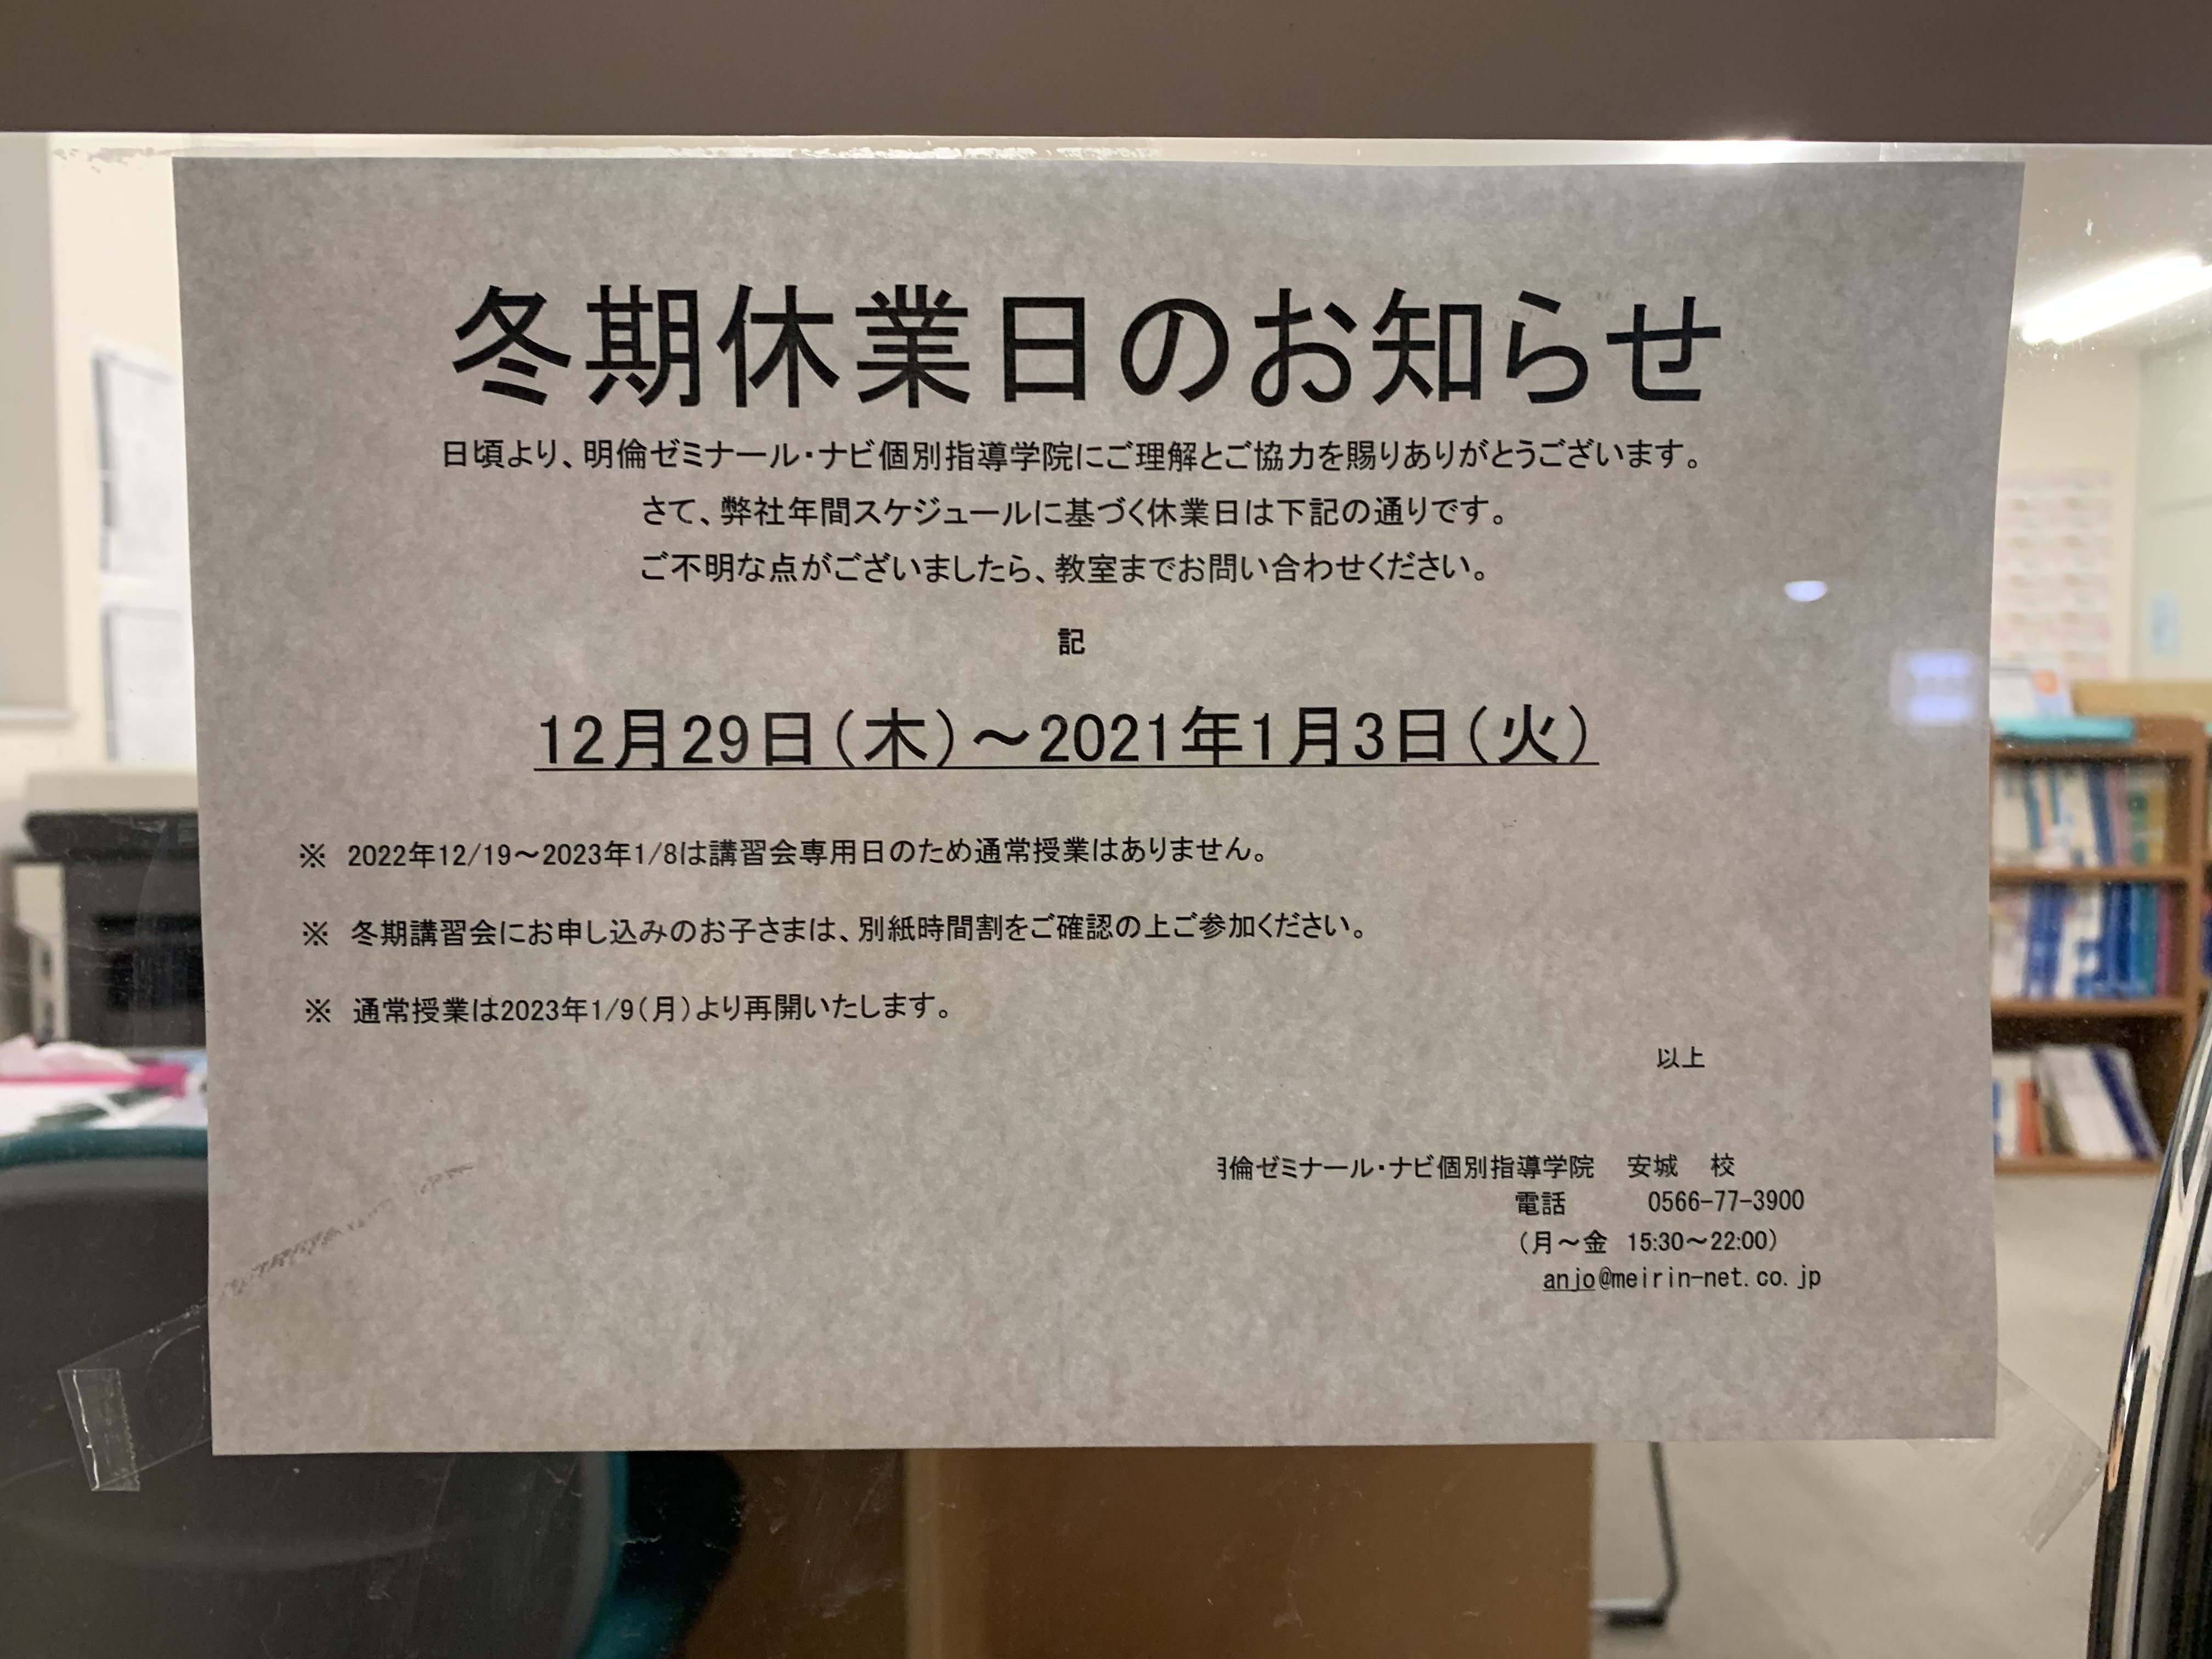 冬期休業日のお知らせ
日頃より、明倫ゼミナール・ナビ個別指導学院にご理解とご協力を賜りありがとうございます。
さて、弊社年間スケジュールに基づく休業日は下記の通りです。
ご不明な点がございましたら、教室までお問い合わせください。
記
12月29日（木）～2021年1月3日（火）
※ 2022年12/19～2023年1/8は講習会専用日のため通常授業はありません。
※ 冬期講習会にお申し込みのお子さまは、別紙時間割をご確認の上ご参加ください。
※ 通常授業は2023年1/9（月）より再開いたします。
以上
明倫ゼミナール・ナビ個別指導学院 安城 校
電話 0566-77-3900
（月～金 15:30～22:00）
anjo@meirin-net.co.jp